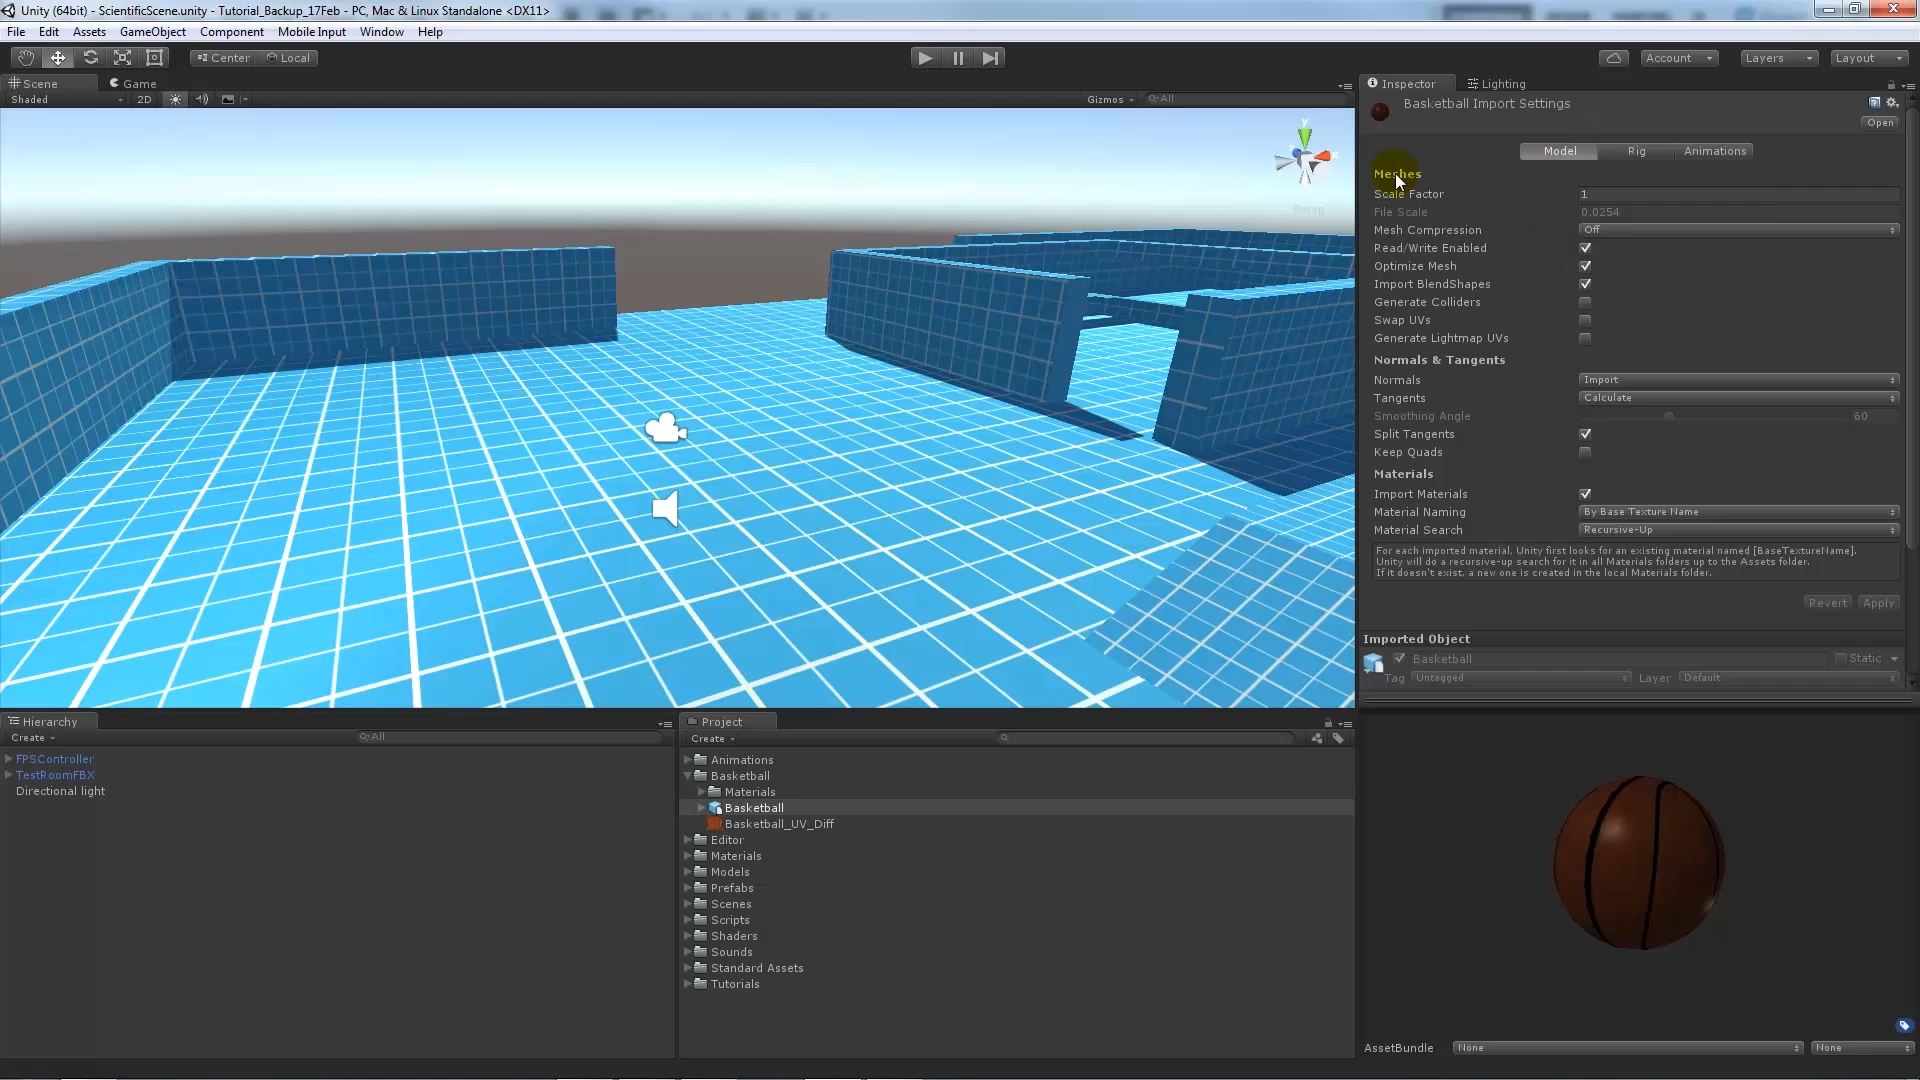 Unity (64bit) - ScientificScene.unity - Tutorial_Backup_17Feb - PC, Mac & Linux Standalone <DX11>
File Edit Assets GameObject Component Mobile Input Window Help
Center Local Account Layers Layout
Scene Game
Shaded 2D Gizmos All
y
x
Persp
Inspector Lighting
Basketball Import Settings
Open
Model Rig Animations
Meshes
Scale Factor 1
File Scale 0.0254
Mesh Compression Off
Read/Write Enabled
Optimize Mesh
Import BlendShapes
Generate Colliders
Swap UVs
Generate Lightmap UVs
Normals & Tangents
Normals Import
Tangents Calculate
Smoothing Angle 60
Split Tangents
Keep Quads
Materials
Import Materials
Material Naming By Base Texture Name
Material Search Recursive-Up
For each imported material, Unity first looks for an existing material named [BaseTextureName].
Unity will do a recursive-up search for it in all Materials folders up to the Assets folder.
If it doesn't exist, a new one is created in the local Materials folder.
Revert Apply
Imported Object
Basketball Static
Tag Untagged Layer Default
Hierarchy
Create All
FPSController
TestRoomFBX
Directional light
Project
Create
Animations
Basketball
Materials
Basketball
Basketball_UV_Diff
Editor
Materials
Models
Prefabs
Scenes
Scripts
Shaders
Sounds
Standard Assets
Tutorials
AssetBundle None None